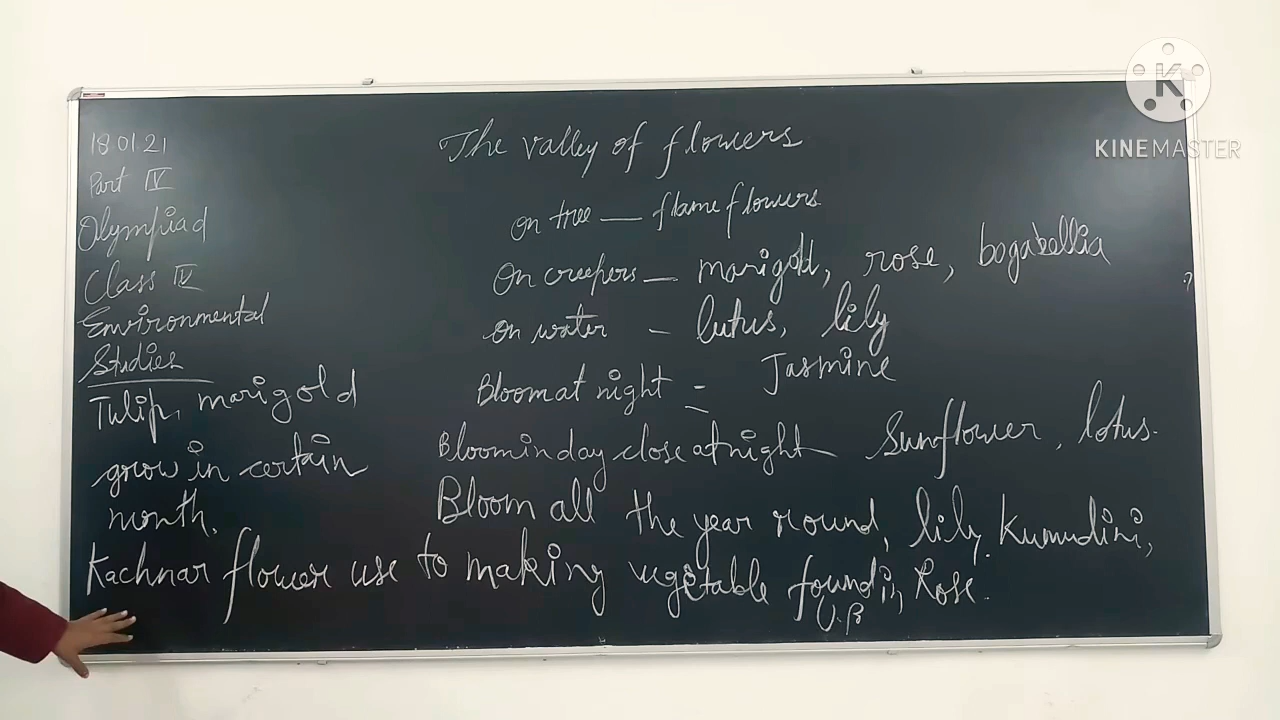 18.01.21
Part IV
Olympiad
Class IV
Environmental
Studies
Tulip, marigold
grow in certain
month.
The valley of flowers
On tree — flame flowers.
On creepers — marigold, rose, bogabellia
On water — lutus, lily
Bloom at night = Jasmine
Bloom in day close at night — Sunflower, lotus.
Bloom all the year round, lily, Kumudini,
Rose.
Kachnar flower use to making vegetable found in
U.P
KINEMASTER